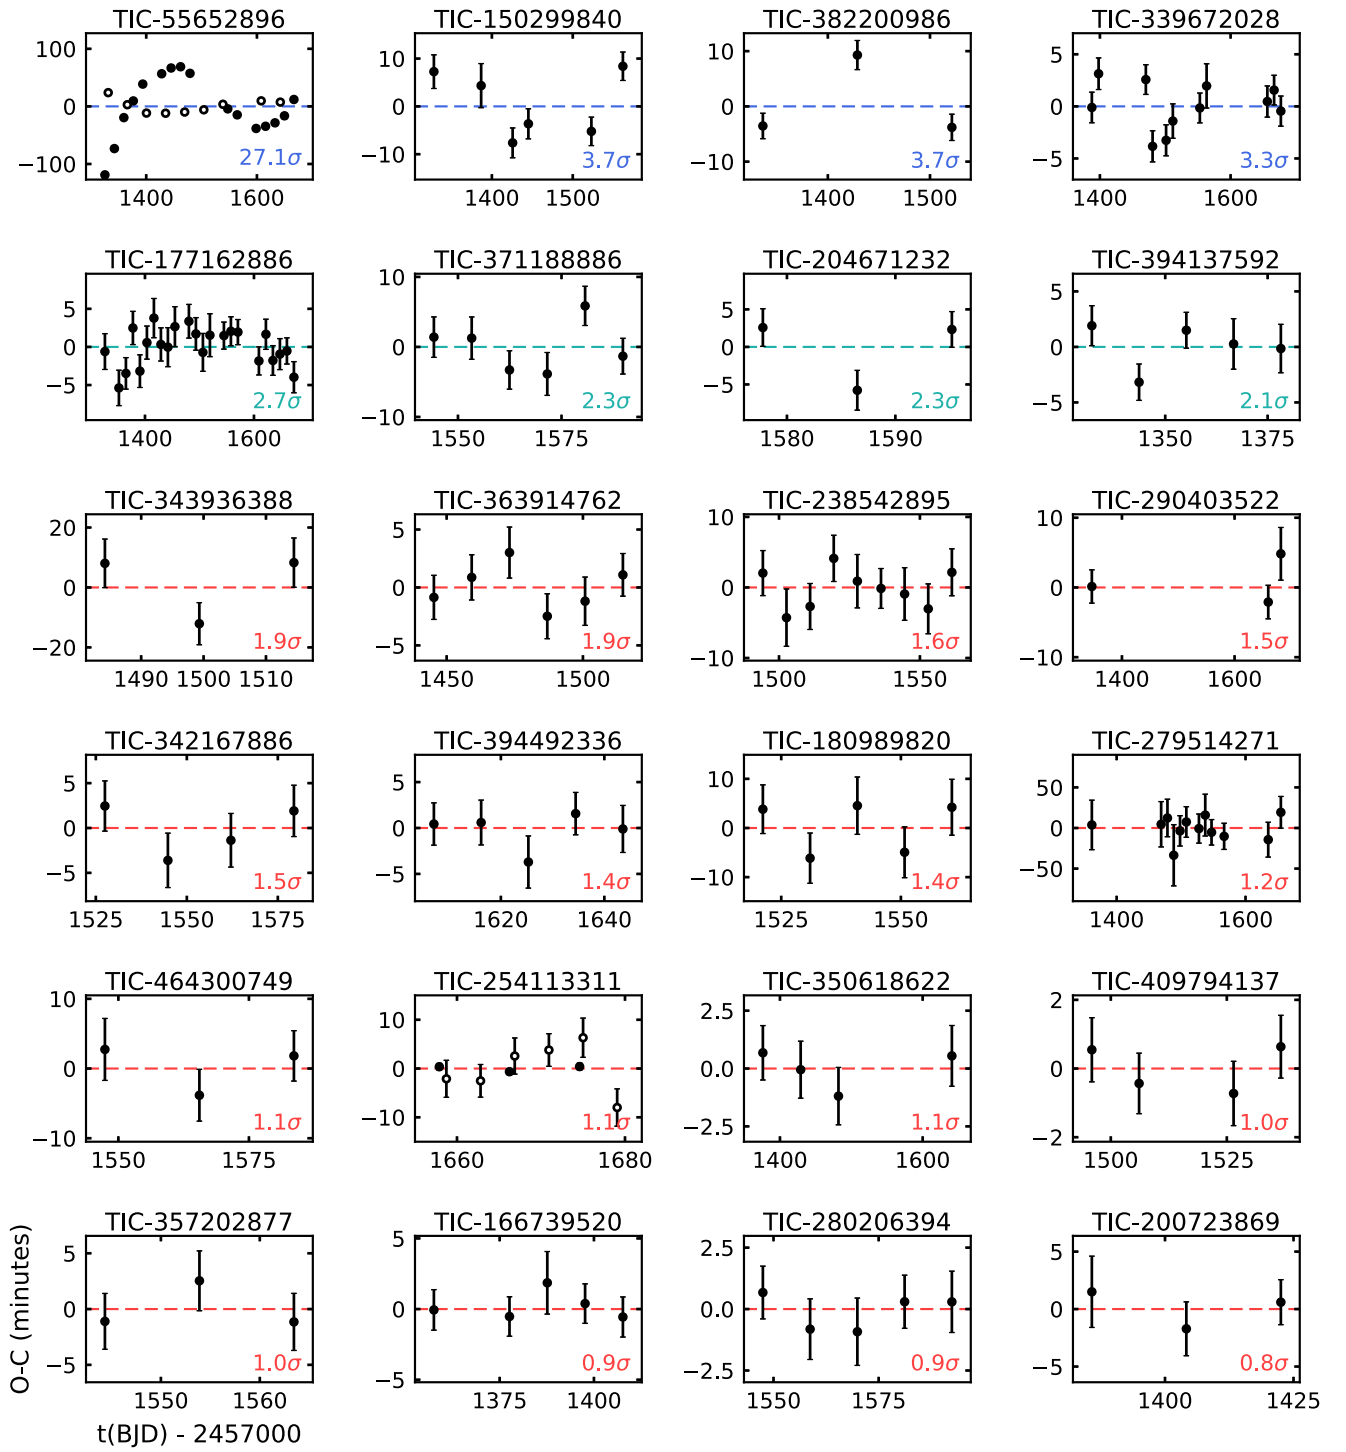 TIC-55652896 TIC-150299840 TIC-382200986 TIC-339672028
100 0 −100 27.1σ 1400 1600
10 0 −10 3.7σ 1400 1500
10 0 −10 3.7σ 1400 1500
5 0 −5 3.3σ 1400 1600
TIC-177162886 TIC-371188886 TIC-204671232 TIC-394137592
5 0 −5 2.7σ 1400 1600
10 0 −10 2.3σ 1550 1575
5 0 −5 2.3σ 1580 1590
5 0 −5 2.1σ 1350 1375
TIC-343936388 TIC-363914762 TIC-238542895 TIC-290403522
20 0 −20 1.9σ 1490 1500 1510
5 0 −5 1.9σ 1450 1500
10 0 −10 1.6σ 1500 1550
10 0 −10 1.5σ 1400 1600
TIC-342167886 TIC-394492336 TIC-180989820 TIC-279514271
5 0 −5 1.5σ 1525 1550 1575
5 0 −5 1.4σ 1620 1640
10 0 −10 1.4σ 1525 1550
50 0 −50 1.2σ 1400 1600
TIC-464300749 TIC-254113311 TIC-350618622 TIC-409794137
10 0 −10 1.1σ 1550 1575
10 0 −10 1.1σ 1660 1680
2.5 0.0 −2.5 1.1σ 1400 1600
2 0 −2 1.0σ 1500 1525
TIC-357202877 TIC-166739520 TIC-280206394 TIC-200723869
5 0 −5 1.0σ 1550 1560
5 0 −5 0.9σ 1375 1400
2.5 0.0 −2.5 0.9σ 1550 1575
5 0 −5 0.8σ 1400 1425
O-C (minutes)
t(BJD) - 2457000